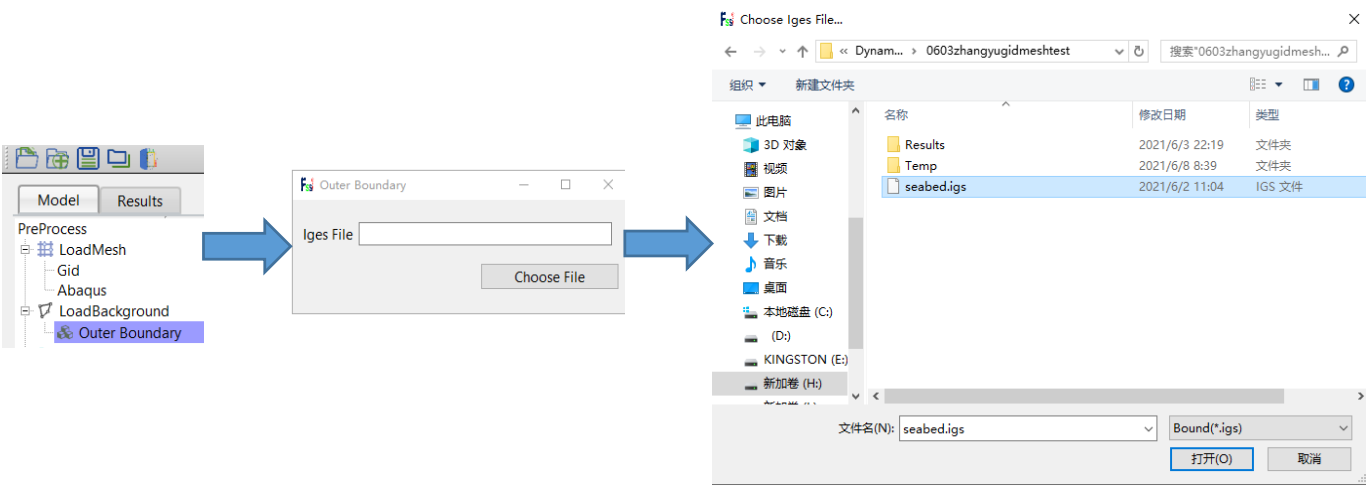 Model
Results
PreProcess
LoadMesh
Gid
Abaqus
LoadBackground
Outer Boundary
Outer Boundary
Iges File
Choose File
Choose Iges File...
« Dynam... › 0603zhangyugidmeshtest
搜索"0603zhangyugidmesh...
组织 新建文件夹
此电脑
3D 对象
视频
图片
文档
下载
音乐
桌面
本地磁盘 (C:)
(D:)
KINGSTON (E:)
新加卷 (H:)
名称 修改日期 类型
Results 2021/6/3 22:19 文件夹
Temp 2021/6/8 8:39 文件夹
seabed.igs 2021/6/2 11:04 IGS 文件
文件名(N): seabed.igs Bound(*.igs)
打开(O) 取消